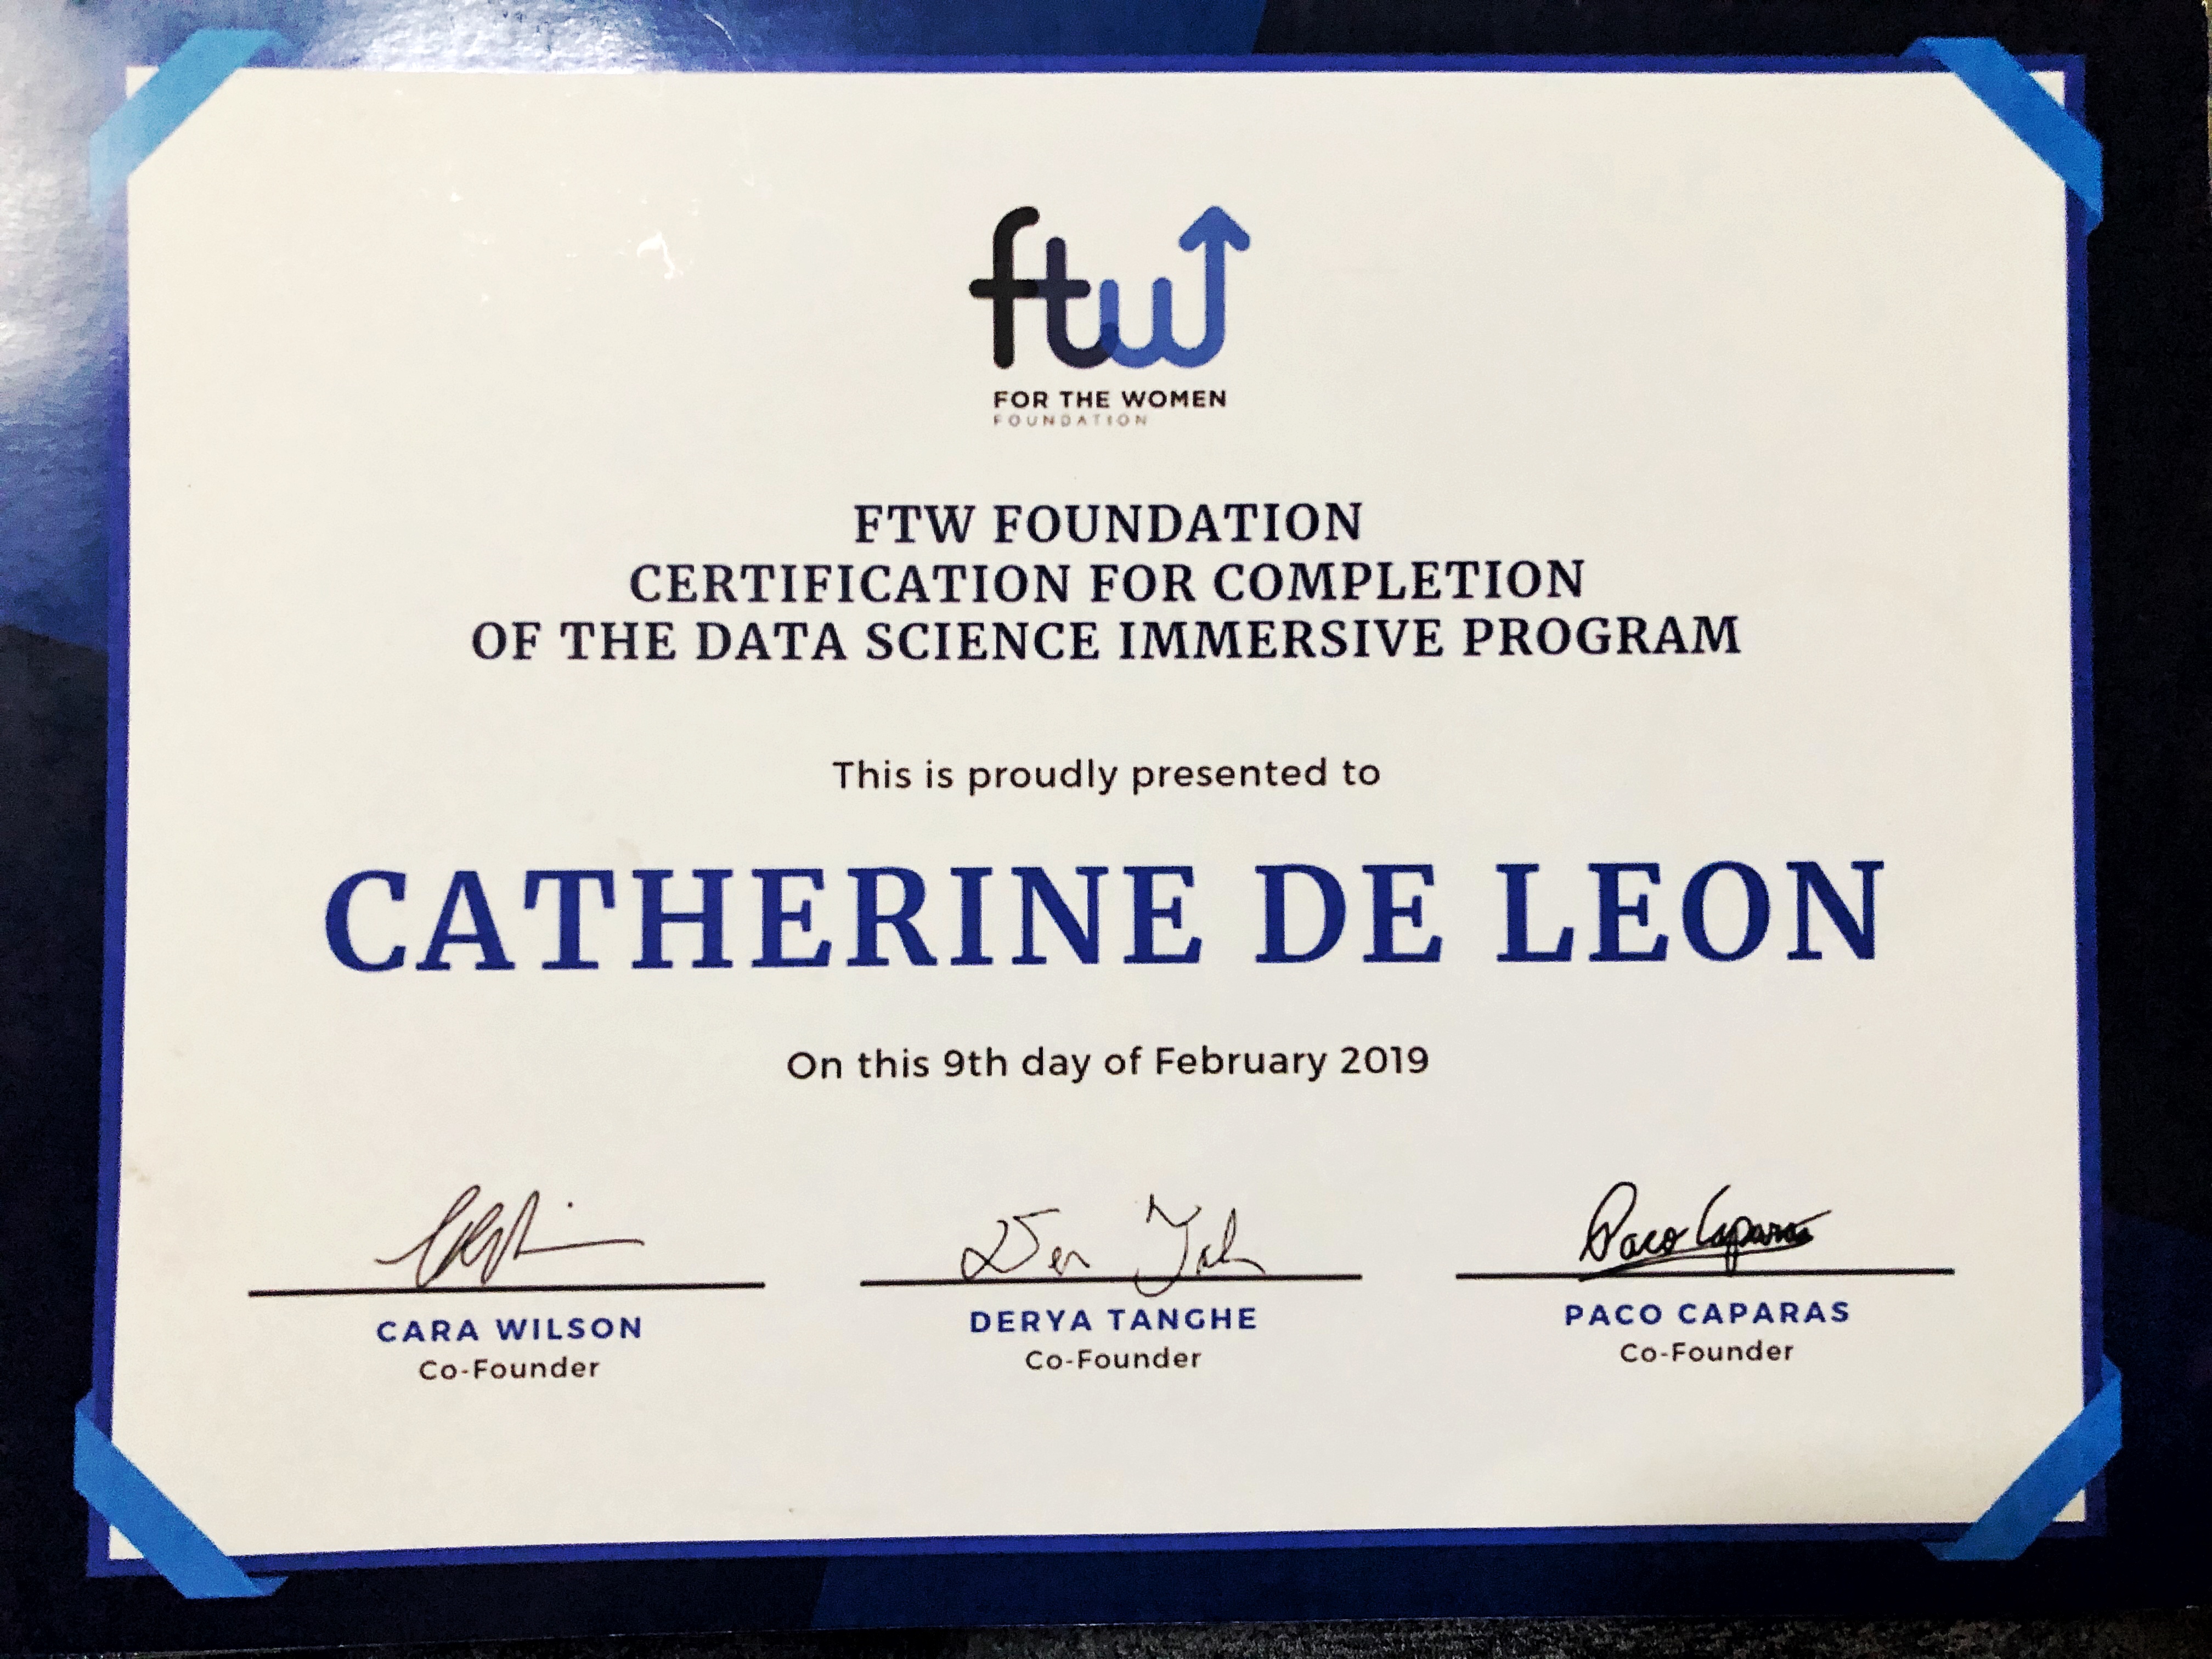 ftw
FOR THE WOMEN
FOUNDATION
FTW FOUNDATION
CERTIFICATION FOR COMPLETION
OF THE DATA SCIENCE IMMERSIVE PROGRAM
This is proudly presented to
CATHERINE DE LEON
On this 9th day of February 2019
Paco Caparas
CARA WILSON
Co-Founder
DERYA TANGHE
Co-Founder
PACO CAPARAS
Co-Founder